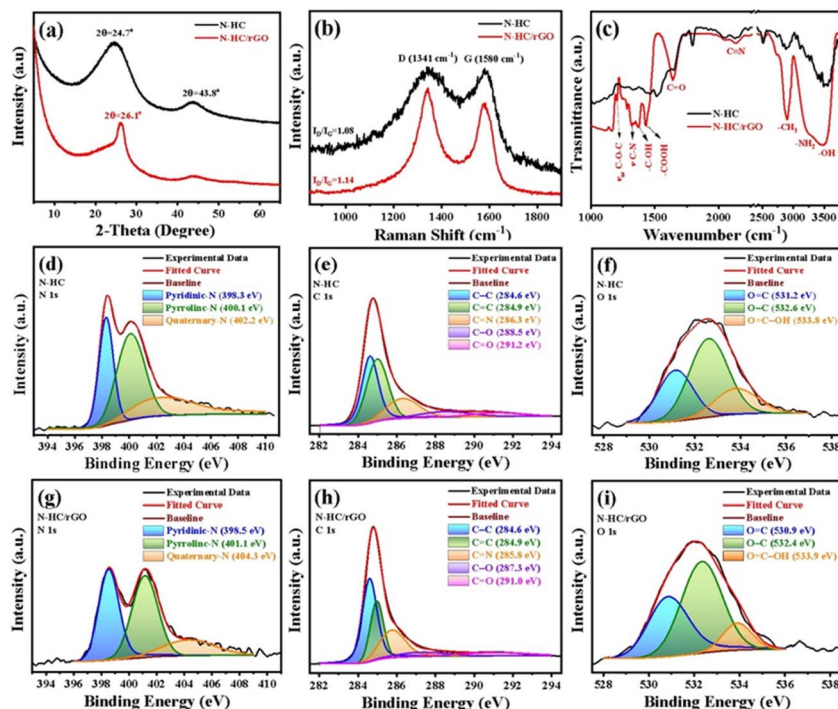 (a)
N-HC
N-HC/rGO
2θ=24.7°
2θ=43.8°
2θ=26.1°
Intensity (a.u)
10 20 30 40 50 60
2-Theta (Degree)
(b)
N-HC
N-HC/rGO
D (1341 cm⁻¹) G (1580 cm⁻¹)
I_D/I_G=1.08
I_D/I_G=1.14
Intensity (a.u.)
1000 1200 1400 1600 1800
Raman Shift (cm⁻¹)
(c)
C≡N
C=O
N-HC
N-HC/rGO
νas C-O-C
ν C-N
-C-OH
-COOH
-CH₃
-NH₂
-OH
Trasmittance (a.u.)
1000 1500 2000 2500 3000 3500
Wavenumber (cm⁻¹)
(d)
N-HC
N 1s
Experimental Data
Fitted Curve
Baseline
Pyridinic-N (398.3 eV)
Pyrrolinc-N (400.1 eV)
Quaternary-N (402.2 eV)
Intensity (a.u.)
394 396 398 400 402 404 406 408 410
Binding Energy (eV)
(e)
N-HC
C 1s
Experimental Data
Fitted Curve
Baseline
C−C (284.6 eV)
C=C (284.9 eV)
C=N (286.3 eV)
C−O (288.5 eV)
C=O (291.2 eV)
Intensity (a.u.)
282 284 286 288 290 292 294
Binding Energy (eV)
(f)
N-HC
O 1s
Experimental Data
Fitted Curve
Baseline
O=C (531.2 eV)
O−C (532.6 eV)
O=C−OH (533.8 eV)
Intensity (a.u.)
528 530 532 534 536 538
Binding Energy (eV)
(g)
N-HC/rGO
N 1s
Experimental Data
Fitted Curve
Baseline
Pyridinic-N (398.5 eV)
Pyrrolinc-N (401.1 eV)
Quaternary-N (404.3 eV)
Intensity (a.u.)
394 396 398 400 402 404 406 408 410
Binding Energy (eV)
(h)
N-HC/rGO
C 1s
Experimental Data
Fitted Curve
Baseline
C−C (284.6 eV)
C=C (284.9 eV)
C=N (285.8 eV)
C−O (287.3 eV)
C=O (291.0 eV)
Intensity (a.u.)
282 284 286 288 290 292 294
Binding Energy (eV)
(i)
N-HC/rGO
O 1s
Experimental Data
Fitted Curve
Baseline
O=C (530.9 eV)
O−C (532.4 eV)
O=C−OH (533.9 eV)
Intensity (a.u.)
528 530 532 534 536 538
Binding Energy (eV)